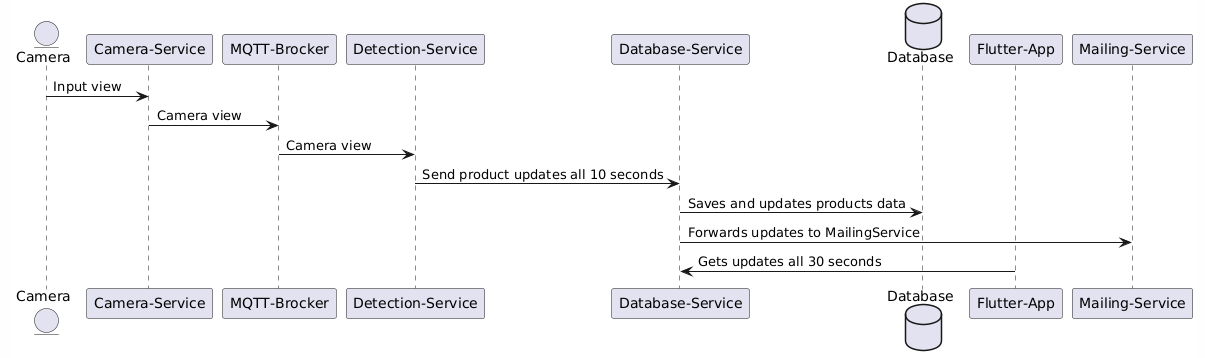 Camera
Camera-Service
MQTT-Brocker
Detection-Service
Database-Service
Database
Flutter-App
Mailing-Service
Input view
Camera view
Camera view
Send product updates all 10 seconds
Saves and updates products data
Forwards updates to MailingService
Gets updates all 30 seconds
Camera
Camera-Service
MQTT-Brocker
Detection-Service
Database-Service
Database
Flutter-App
Mailing-Service